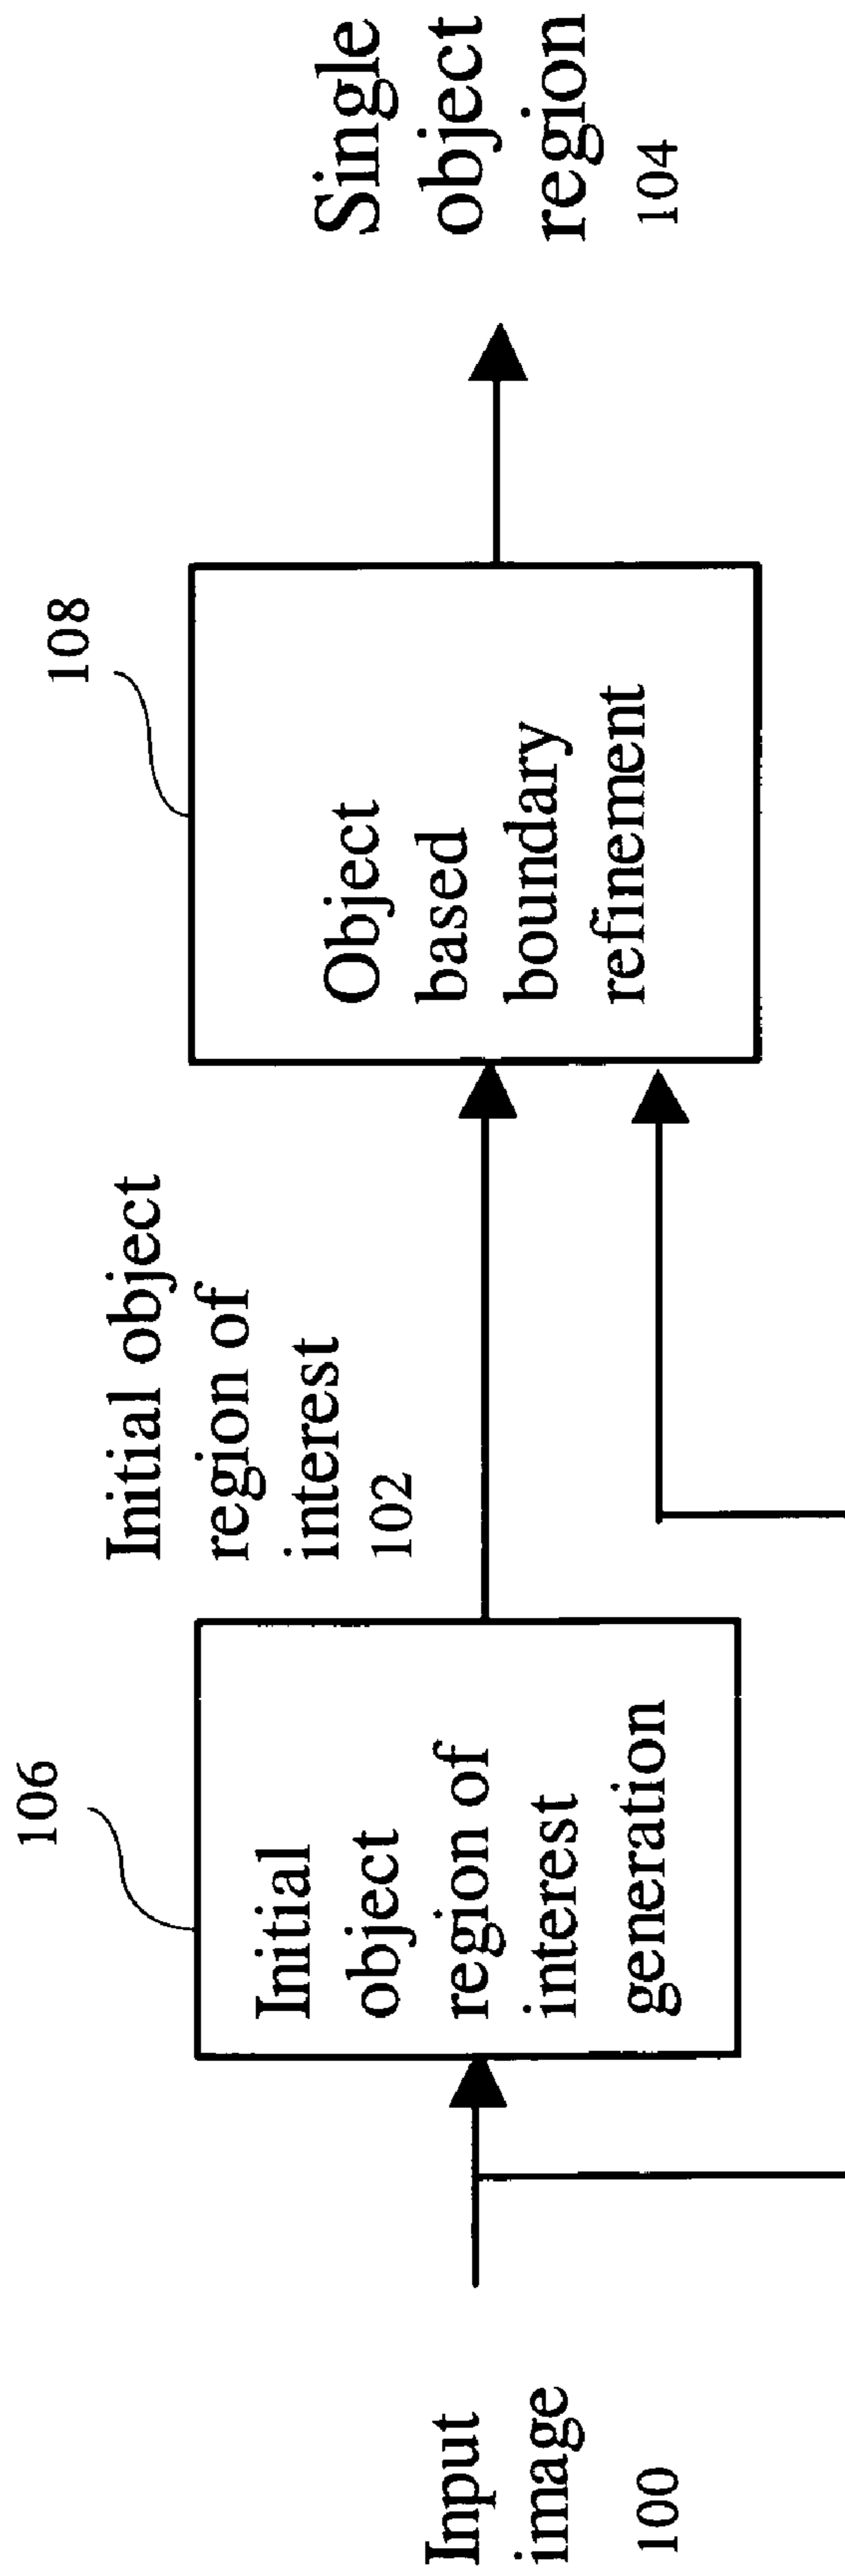 Input
image
100
106
Initial
object
region of
interest
generation
Initial object
region of
interest
102
108
Object
based
boundary
refinement
Single
object
region
104